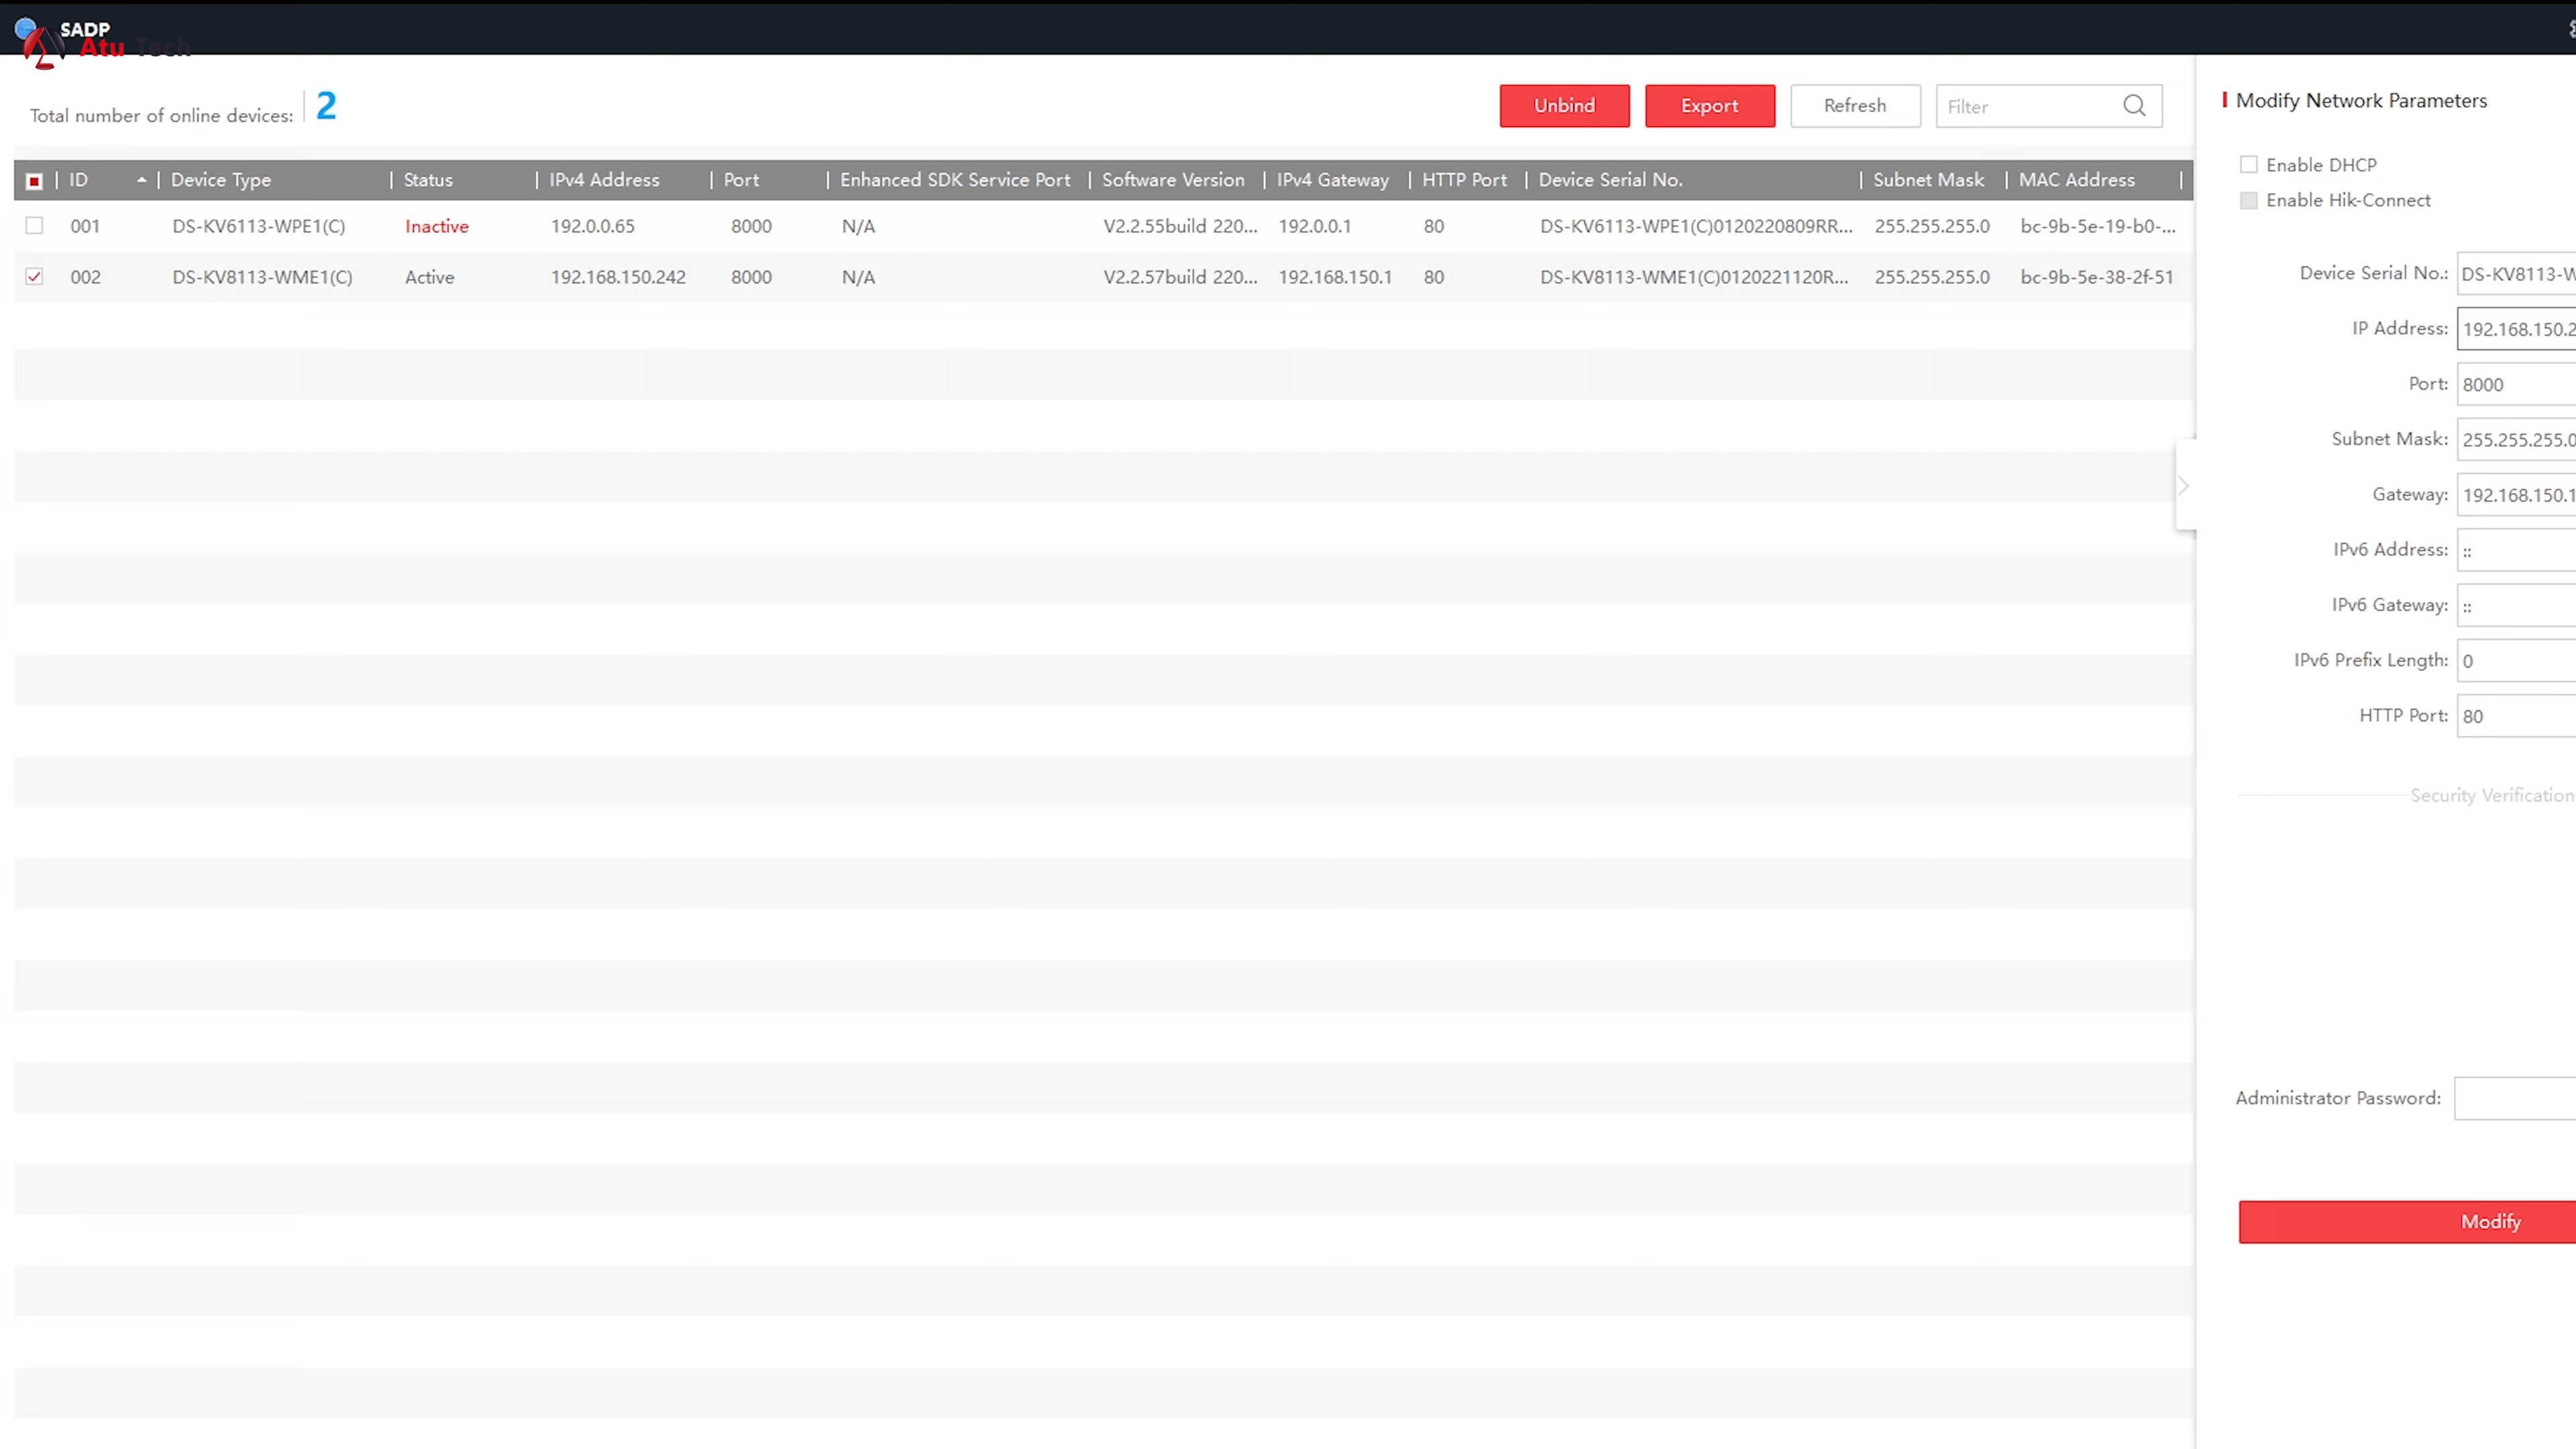 SADP
Atu Tech
Total number of online devices: 2
Unbind
Export
Refresh
Filter
ID
Device Type
Status
IPv4 Address
Port
Enhanced SDK Service Port
Software Version
IPv4 Gateway
HTTP Port
Device Serial No.
Subnet Mask
MAC Address
001 DS-KV6113-WPE1(C) Inactive 192.0.0.65 8000 N/A V2.2.55build 220... 192.0.0.1 80 DS-KV6113-WPE1(C)0120220809RR... 255.255.255.0 bc-9b-5e-19-b0-...
002 DS-KV8113-WME1(C) Active 192.168.150.242 8000 N/A V2.2.57build 220... 192.168.150.1 80 DS-KV8113-WME1(C)0120221120R... 255.255.255.0 bc-9b-5e-38-2f-51
Modify Network Parameters
Enable DHCP
Enable Hik-Connect
Device Serial No.: DS-KV8113-W
IP Address: 192.168.150.2
Port: 8000
Subnet Mask: 255.255.255.0
Gateway: 192.168.150.1
IPv6 Address: ::
IPv6 Gateway: ::
IPv6 Prefix Length: 0
HTTP Port: 80
Security Verification
Administrator Password:
Modify